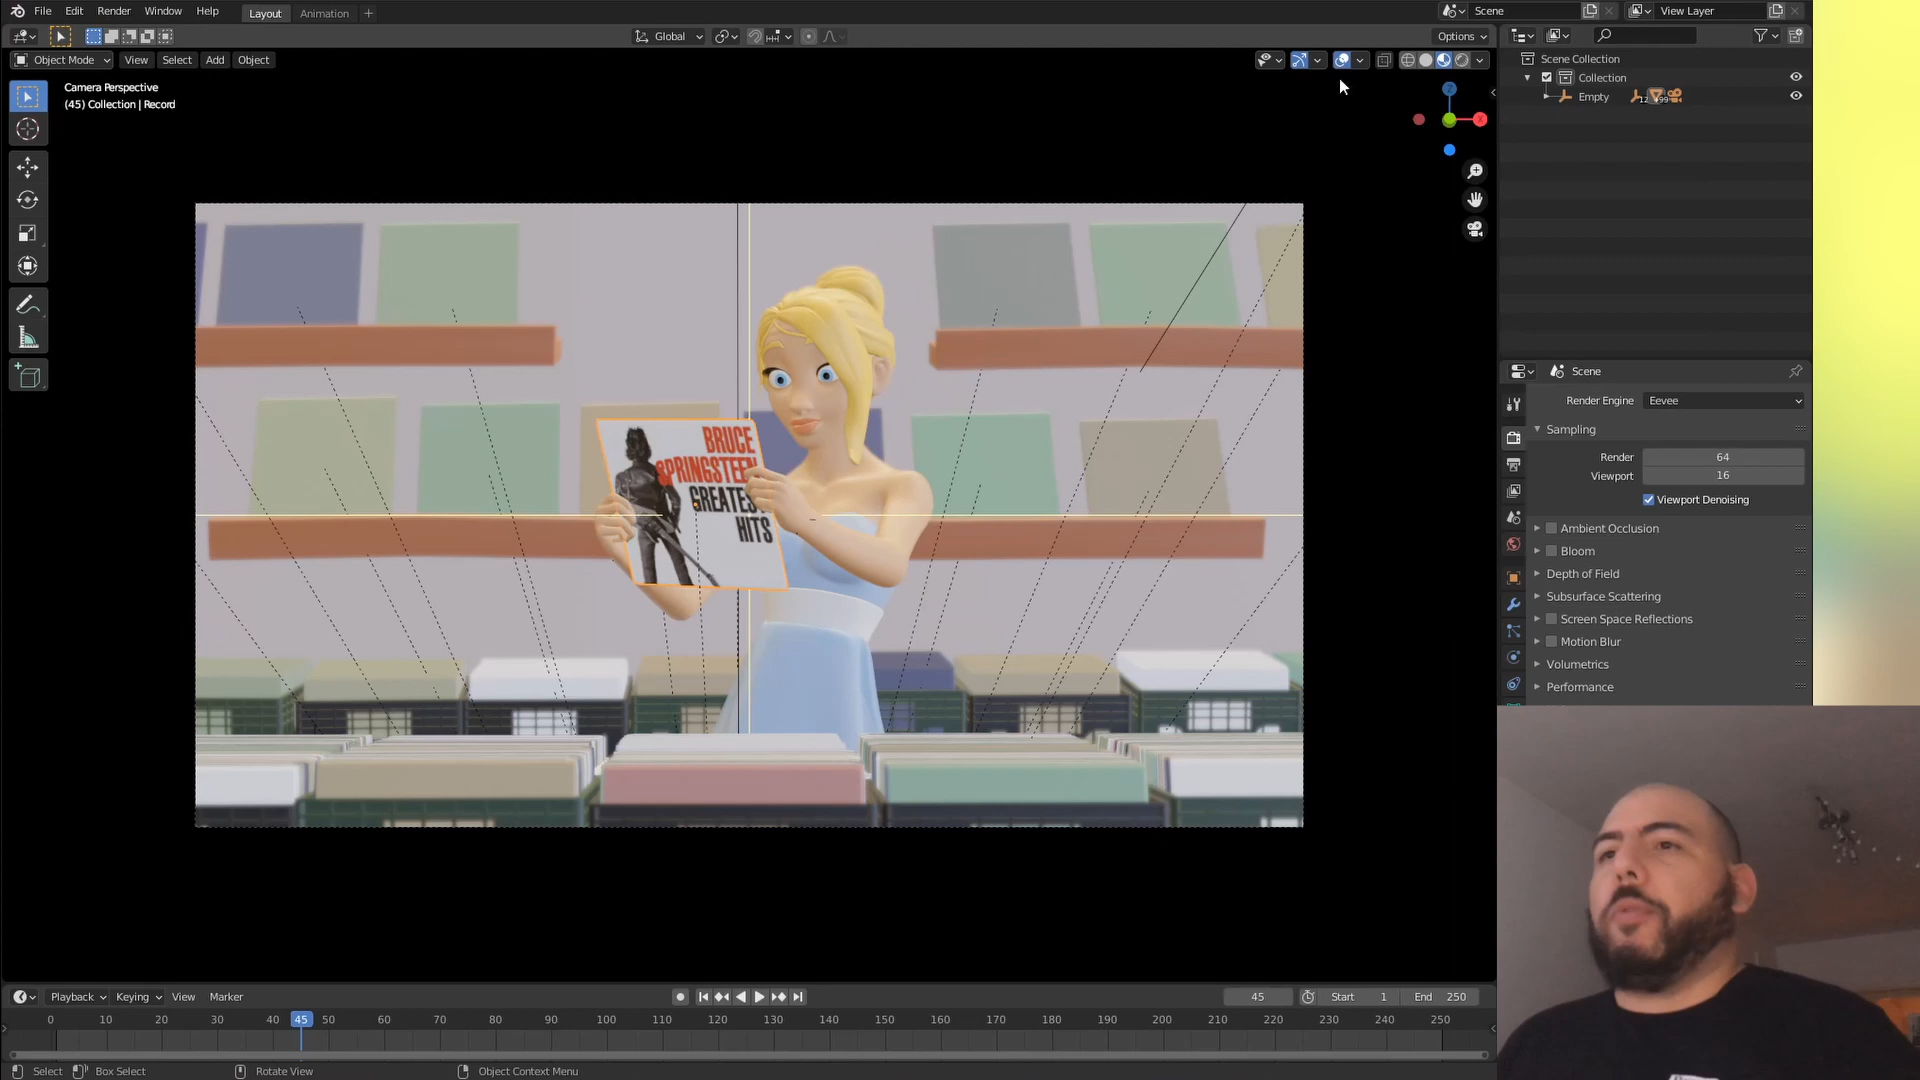 File Edit Render Window Help Layout Animation + Scene View Layer
Global Options
Object Mode View Select Add Object
Camera Perspective
(45) Collection | Record
Scene Collection
Collection
Empty
BRUCE
SPRINGSTEEN
GREATEST
HITS
Scene
Render Engine Eevee
Sampling
Render 64
Viewport 16
Viewport Denoising
Ambient Occlusion
Bloom
Depth of Field
Subsurface Scattering
Screen Space Reflections
Motion Blur
Volumetrics
Performance
Playback Keying View Marker 45 Start 1 End 250
0 10 20 30 40 45 50 60 70 80 90 100 110 120 130 140 150 160 170 180 190 200 210 220 230 240 250
Select Box Select Rotate View Object Context Menu